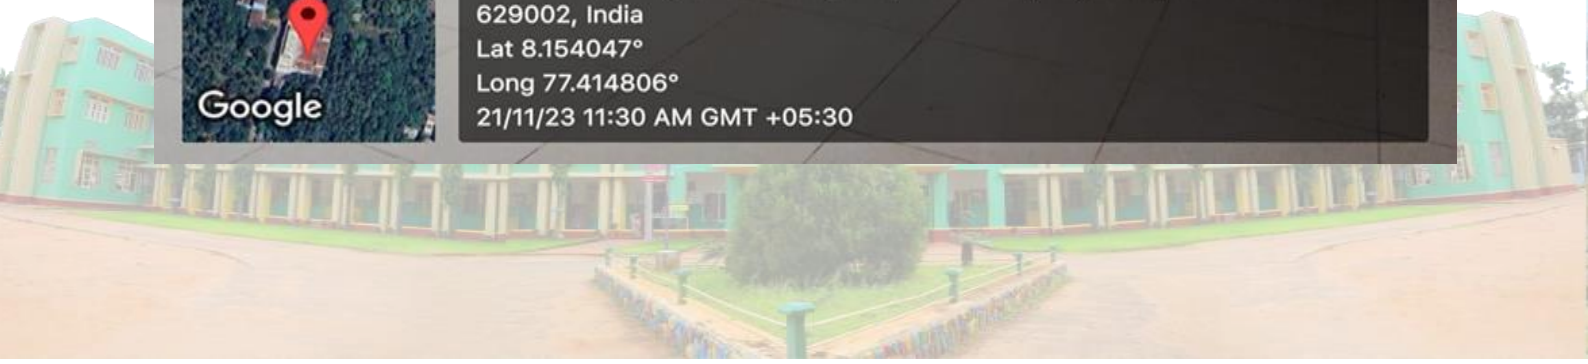 629002, India
Lat 8.154047°
Long 77.414806°
21/11/23 11:30 AM GMT +05:30
Google